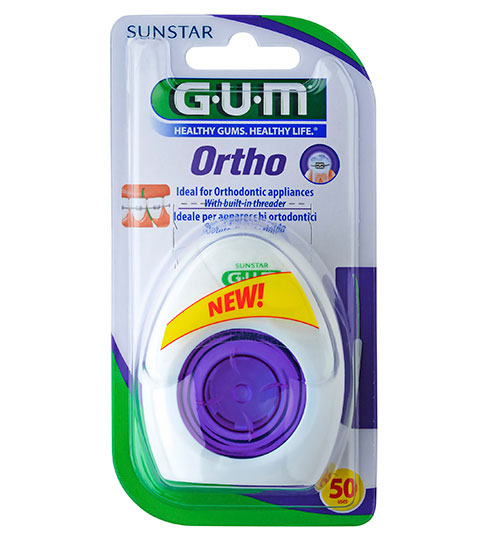 SUNSTAR
G·U·M®
HEALTHY GUMS. HEALTHY LIFE.®
Ortho
Ideal for Orthodontic appliances
With built-in threader
Ideale per apparecchi ortodontici
SUNSTAR
G·U·M
NEW!
50
uses